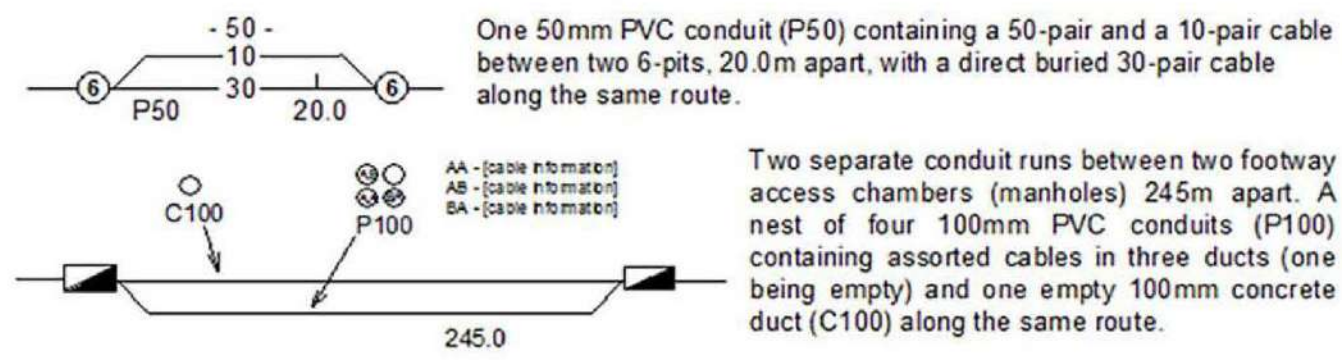 - 50 -
10
6
30
6
P50
20.0
One 50mm PVC conduit (P50) containing a 50-pair and a 10-pair cable
between two 6-pits, 20.0m apart, with a direct buried 30-pair cable
along the same route.
C100
P100
AA - [cable information]
AB - [cable information]
BA - [cable information]
245.0
Two separate conduit runs between two footway
access chambers (manholes) 245m apart. A
nest of four 100mm PVC conduits (P100)
containing assorted cables in three ducts (one
being empty) and one empty 100mm concrete
duct (C100) along the same route.